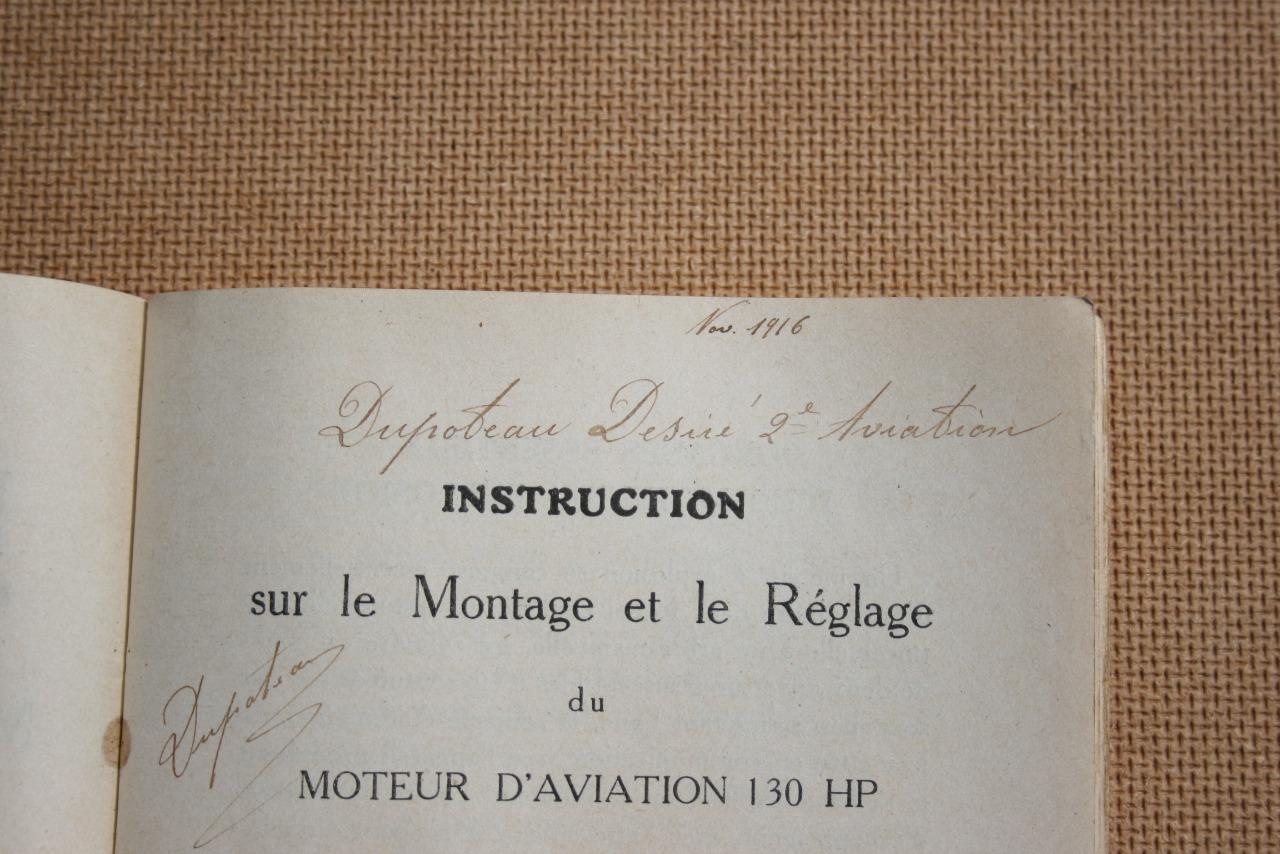 Nov. 1916
Dupoteau Desiré 2e Aviation
INSTRUCTION
sur le Montage et le Réglage
Dupoteau
du
MOTEUR D'AVIATION 130 HP